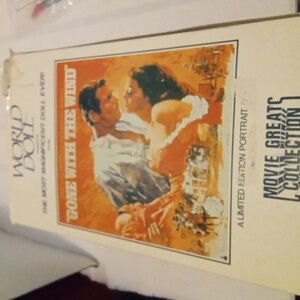 WORLD
DOLL
THE MOST MAGNIFICENT DOLL EVER!
"GONE WITH THE WIND"
A LIMITED EDITION PORTRAIT
MOVIE GREATS
COLLECTION